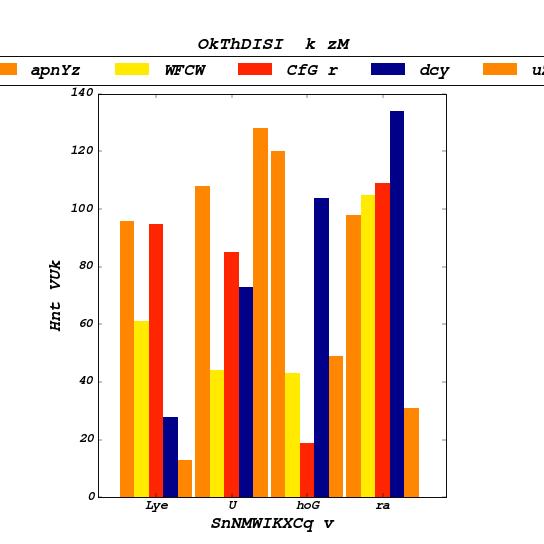 OkThDISI k zM
apnYz WFCW CfG r dcy
140
120
100
80
60
40
20
0
Hnt VUk
Lye U hoG ra
SnNMWIKXCq v